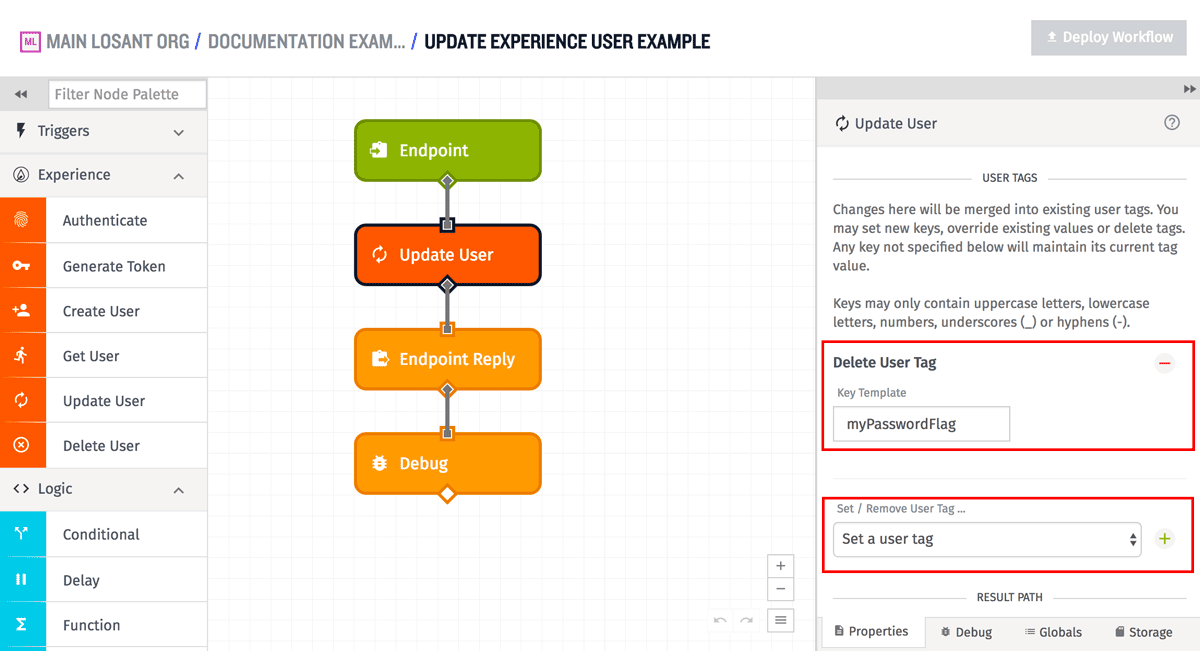 ML MAIN LOSANT ORG / DOCUMENTATION EXAM... / UPDATE EXPERIENCE USER EXAMPLE
Deploy Workflow
Filter Node Palette
Triggers
Experience
Authenticate
Generate Token
Create User
Get User
Update User
Delete User
Logic
Conditional
Delay
Function
Endpoint
Update User
Endpoint Reply
Debug
Update User
USER TAGS
Changes here will be merged into existing user tags. You
may set new keys, override existing values or delete tags.
Any key not specified below will maintain its current tag
value.
Keys may only contain uppercase letters, lowercase
letters, numbers, underscores (_) or hyphens (-).
Delete User Tag
Key Template
myPasswordFlag
Set / Remove User Tag ...
Set a user tag
RESULT PATH
Properties
Debug
Globals
Storage